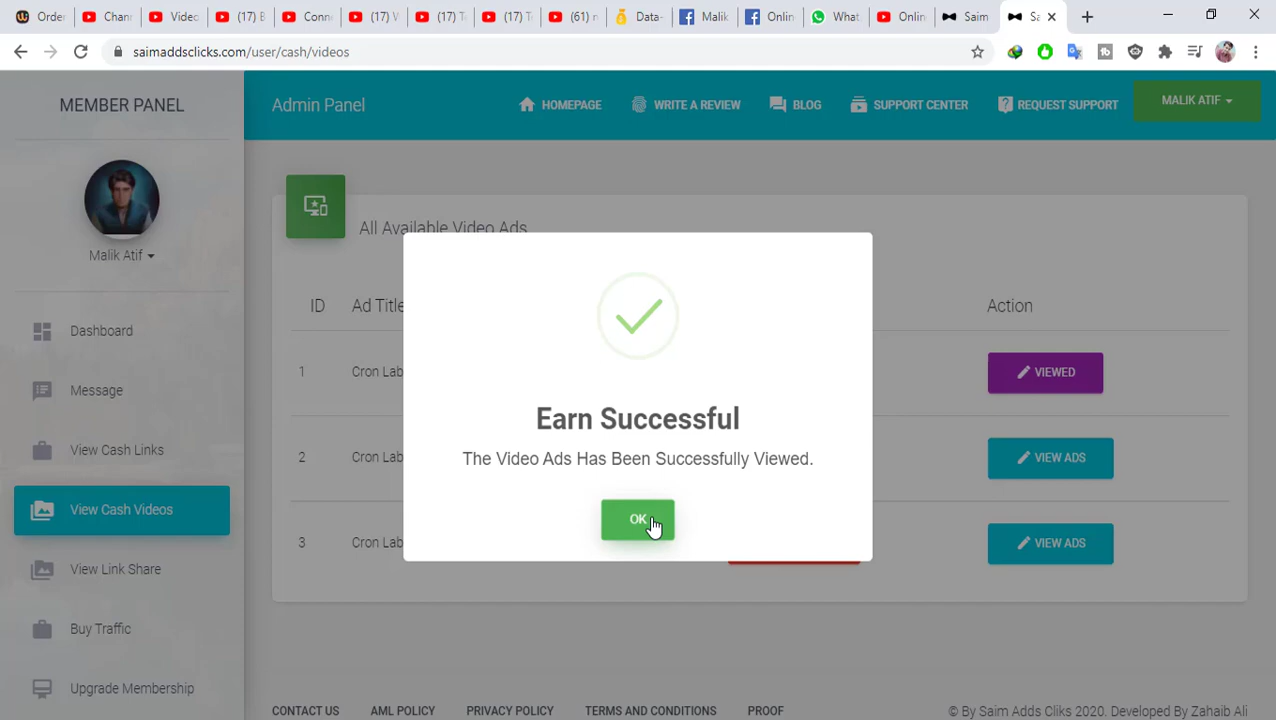 Order
Chan
Video
(17) B
Conn
(17) V
(17) T
(17) T
(61) n
Data-
Malik
Onlin
What
Onlin
Saim
Sa
saimaddsclicks.com/user/cash/videos
MEMBER PANEL
Admin Panel
HOMEPAGE
WRITE A REVIEW
BLOG
SUPPORT CENTER
REQUEST SUPPORT
MALIK ATIF
Malik Atif
All Available Video Ads
ID
Ad Title
Action
1
Cron Lab
VIEWED
2
Cron Lab
VIEW ADS
3
Cron Lab
VIEW ADS
Earn Successful
The Video Ads Has Been Successfully Viewed.
OK
Dashboard
Message
View Cash Links
View Cash Videos
View Link Share
Buy Traffic
Upgrade Membership
CONTACT US
AML POLICY
PRIVACY POLICY
TERMS AND CONDITIONS
PROOF
© By Saim Adds Cliks 2020, Developed By Zahaib Ali